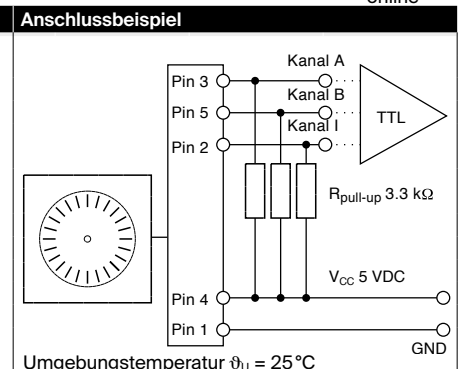 online
Anschlussbeispiel
Kanal A
Pin 3
Kanal B
Pin 5
TTL
Kanal I
Pin 2
Rpull-up 3.3 kΩ
VCC 5 VDC
Pin 4
Pin 1
GND
Umgebungstemperatur ϑU = 25°C